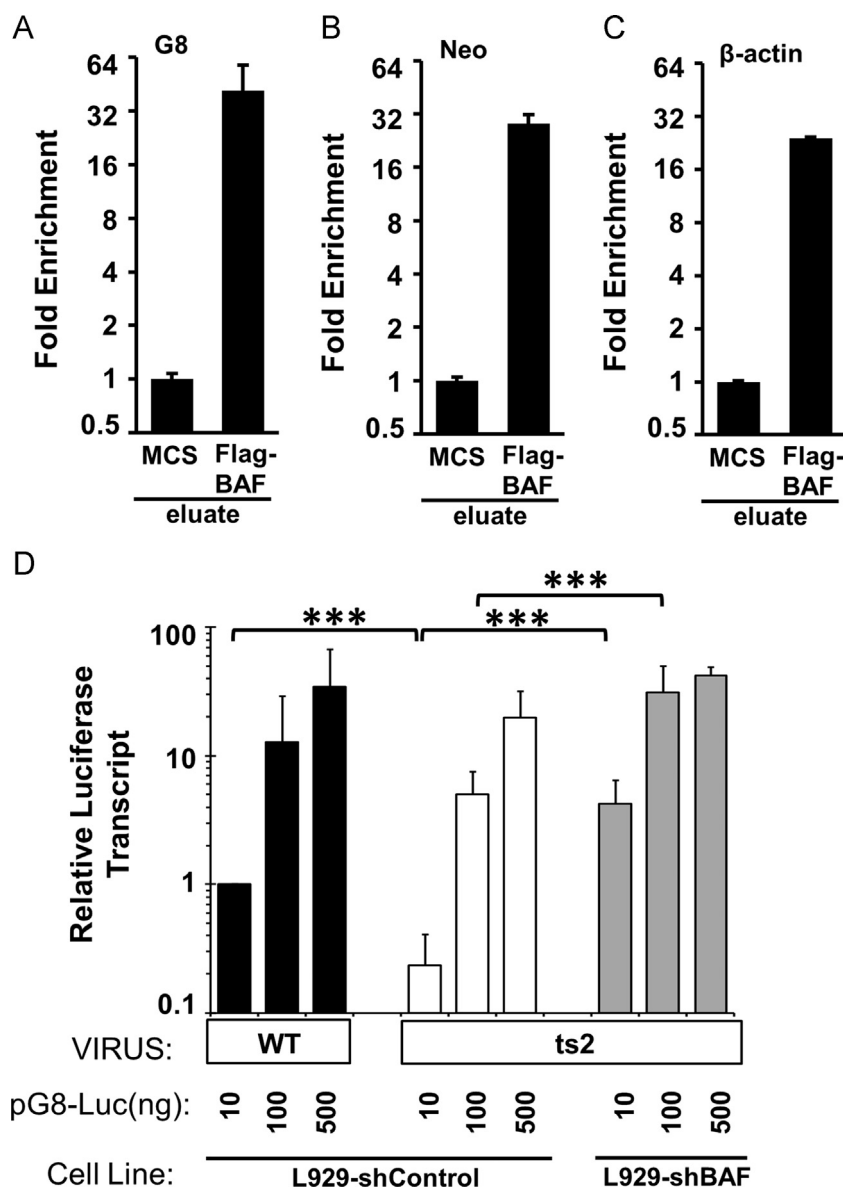 A
G8
Fold Enrichment
64
32
16
8
4
2
1
0.5
MCS
Flag-
BAF
eluate
B
Neo
Fold Enrichment
64
32
16
8
4
2
1
0.5
MCS
Flag-
BAF
eluate
C
β-actin
Fold Enrichment
64
32
16
8
4
2
1
0.5
MCS
Flag-
BAF
eluate
D
Relative Luciferase
Transcript
100
10
1
0.1
***
***
***
VIRUS: WT ts2
pG8-Luc(ng): 10 100 500 10 100 500 10 100 500
Cell Line: L929-shControl L929-shBAF